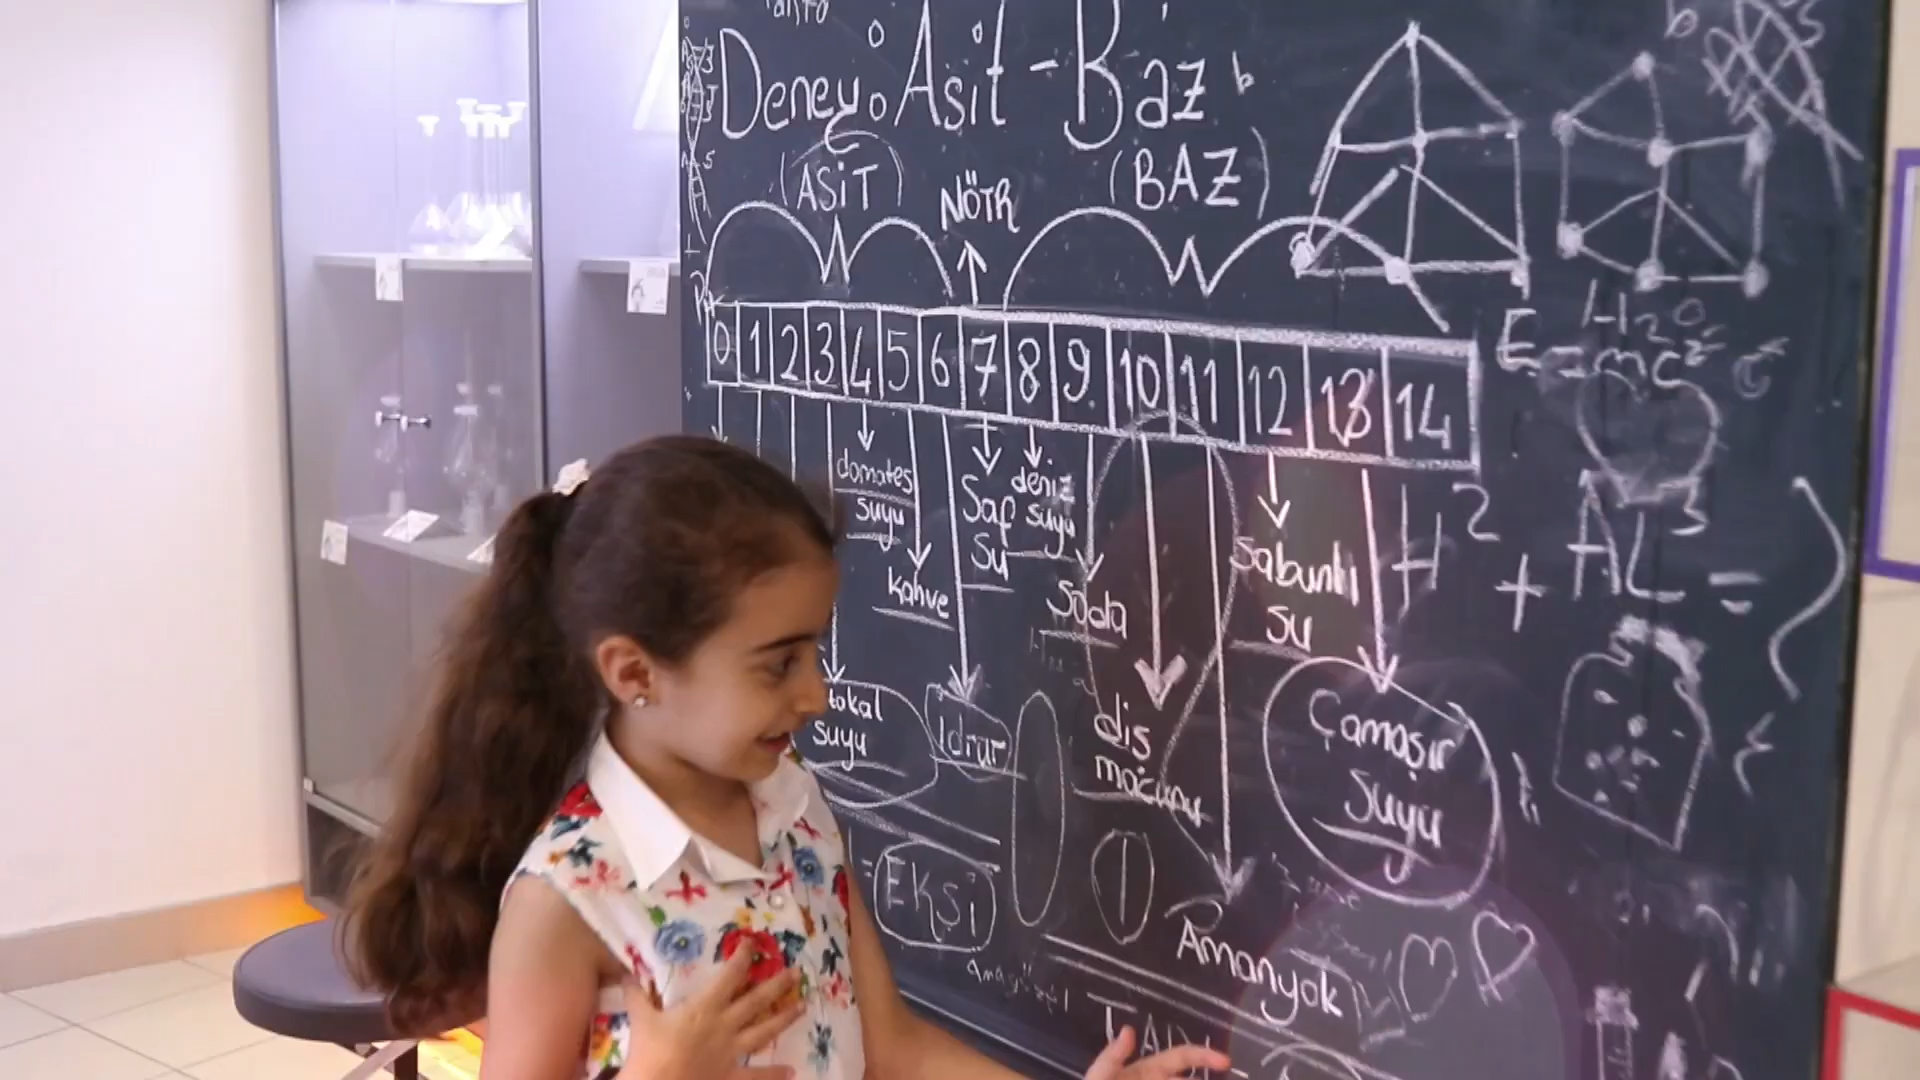 Deney: Asit - Baz
(ASİT)
NÖTR
(BAZ)
PH
0 1 2 3 4 5 6 7 8 9 10 11 12 13 14
domates
suyu
kahve
Saf
Su
deniz
suyu
Soda
sabunlu
su
tokal
suyu
idrar
diş
macunu
Çamaşır
suyu
EKŞİ
Amanyok
E = mc²
H2O
H² + AL³ =